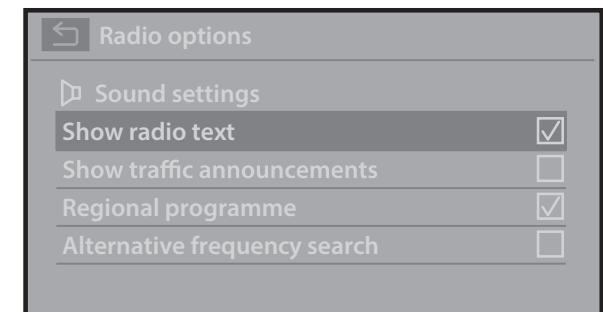 Radio options
Sound settings
Show radio text
Show traffic announcements
Regional programme
Alternative frequency search